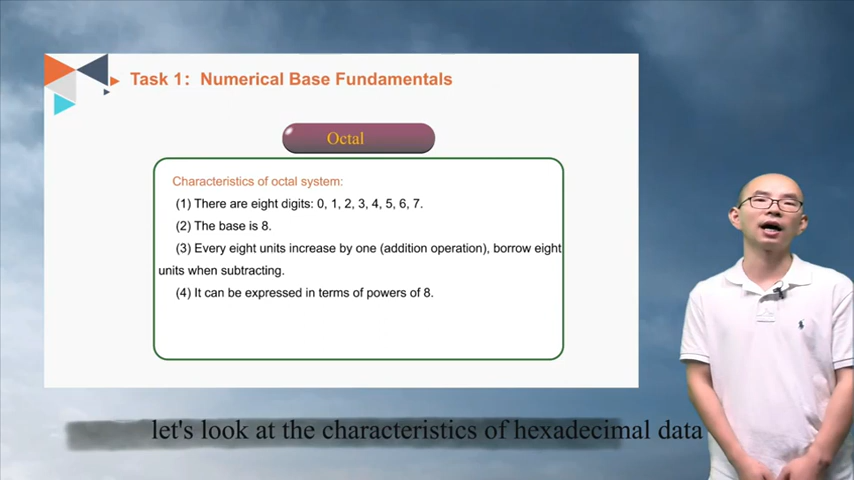 Task 1: Numerical Base Fundamentals
Octal
Characteristics of octal system:
(1) There are eight digits: 0, 1, 2, 3, 4, 5, 6, 7.
(2) The base is 8.
(3) Every eight units increase by one (addition operation), borrow eight
units when subtracting.
(4) It can be expressed in terms of powers of 8.
let's look at the characteristics of hexadecimal data